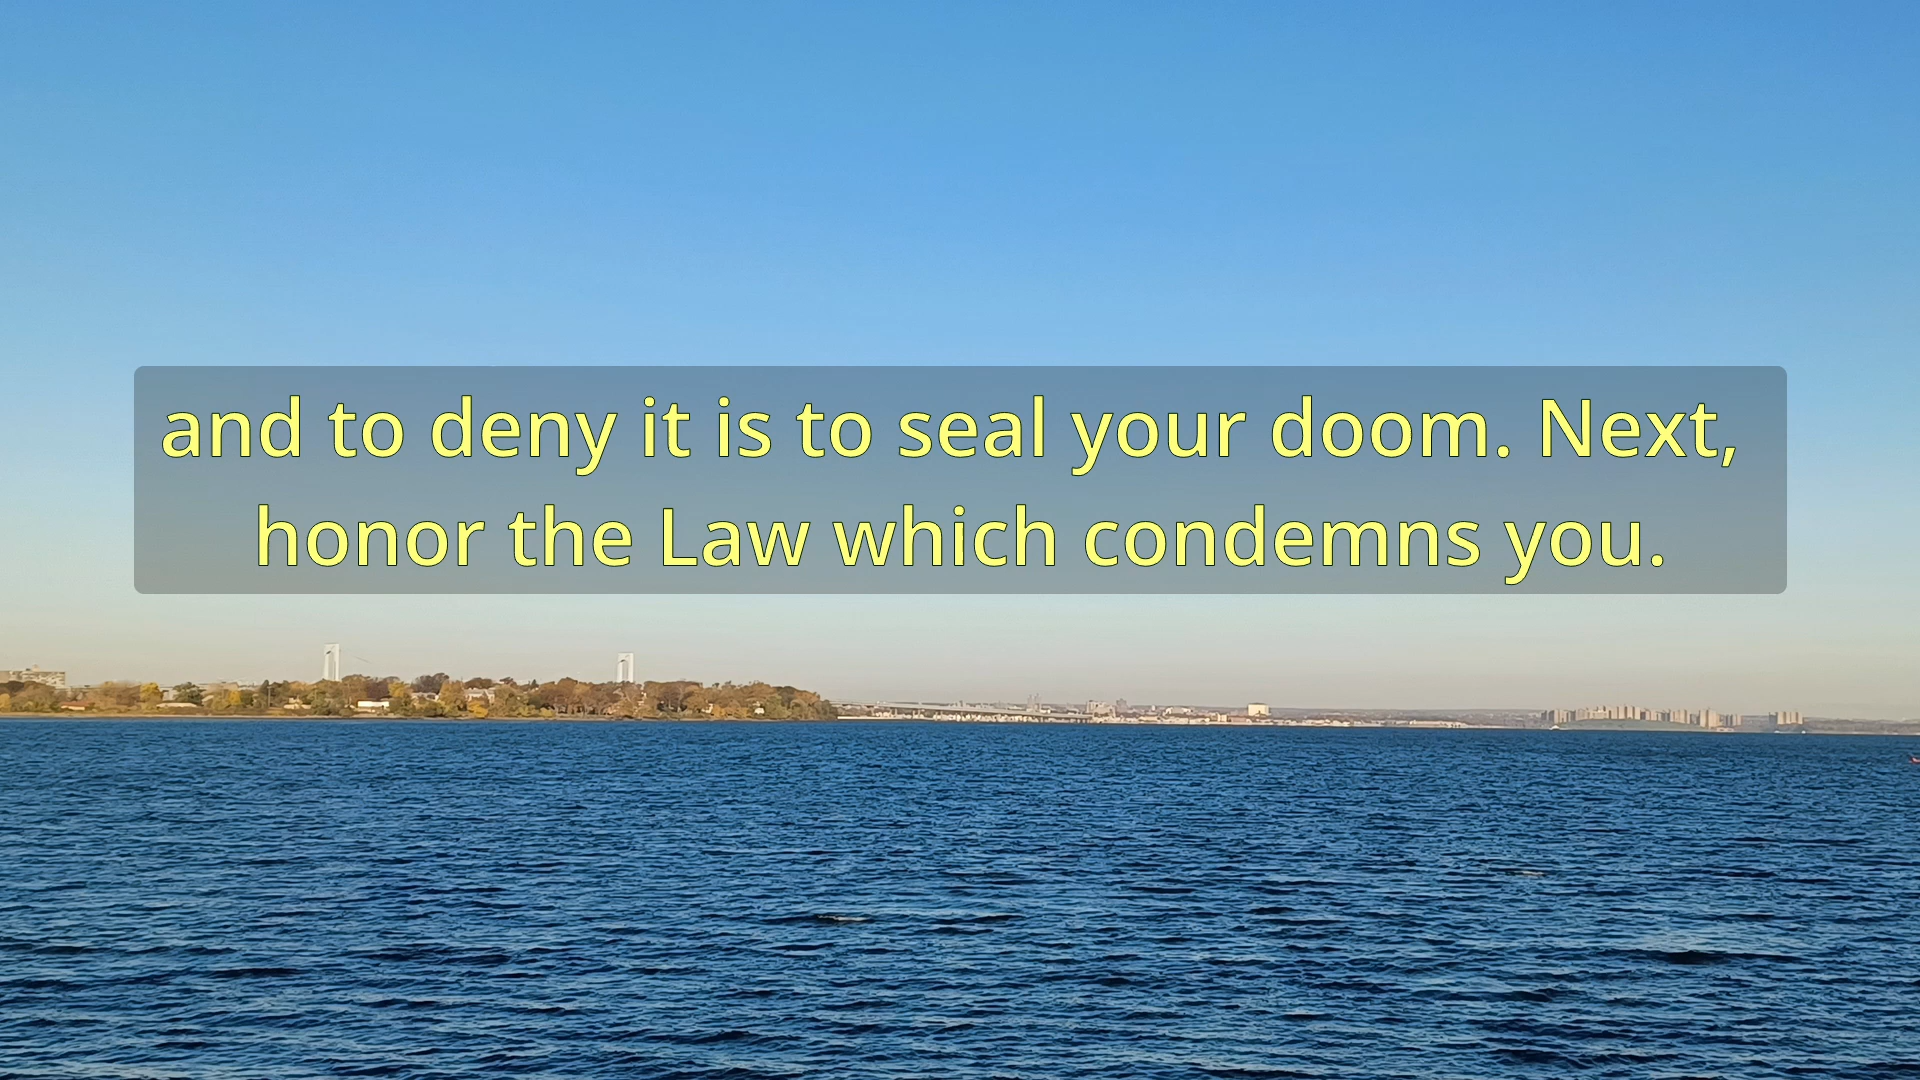 and to deny it is to seal your doom. Next,
honor the Law which condemns you.